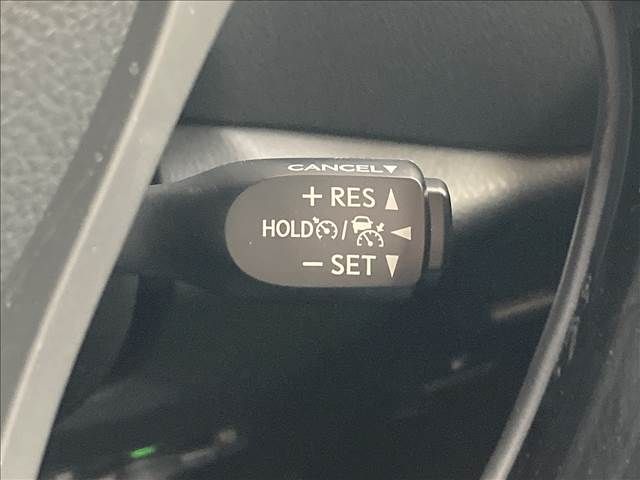 CANCEL▼
+ RES ▲
HOLD / ◀
− SET ▼